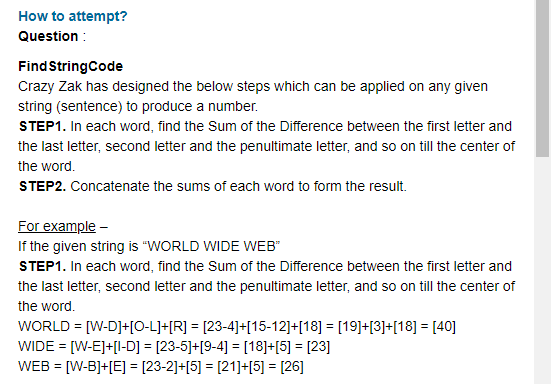 How to attempt?
Question :
FindStringCode
Crazy Zak has designed the below steps which can be applied on any given
string (sentence) to produce a number.
STEP1. In each word, find the Sum of the Difference between the first letter and
the last letter, second letter and the penultimate letter, and so on till the center of
the word.
STEP2. Concatenate the sums of each word to form the result.
For example –
If the given string is “WORLD WIDE WEB”
STEP1. In each word, find the Sum of the Difference between the first letter and
the last letter, second letter and the penultimate letter, and so on till the center of
the word.
WORLD = [W-D]+[O-L]+[R] = [23-4]+[15-12]+[18] = [19]+[3]+[18] = [40]
WIDE = [W-E]+[I-D] = [23-5]+[9-4] = [18]+[5] = [23]
WEB = [W-B]+[E] = [23-2]+[5] = [21]+[5] = [26]